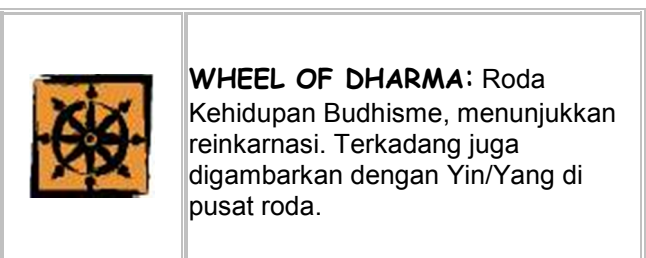 WHEEL OF DHARMA: Roda
Kehidupan Budhisme, menunjukkan
reinkarnasi. Terkadang juga
digambarkan dengan Yin/Yang di
pusat roda.